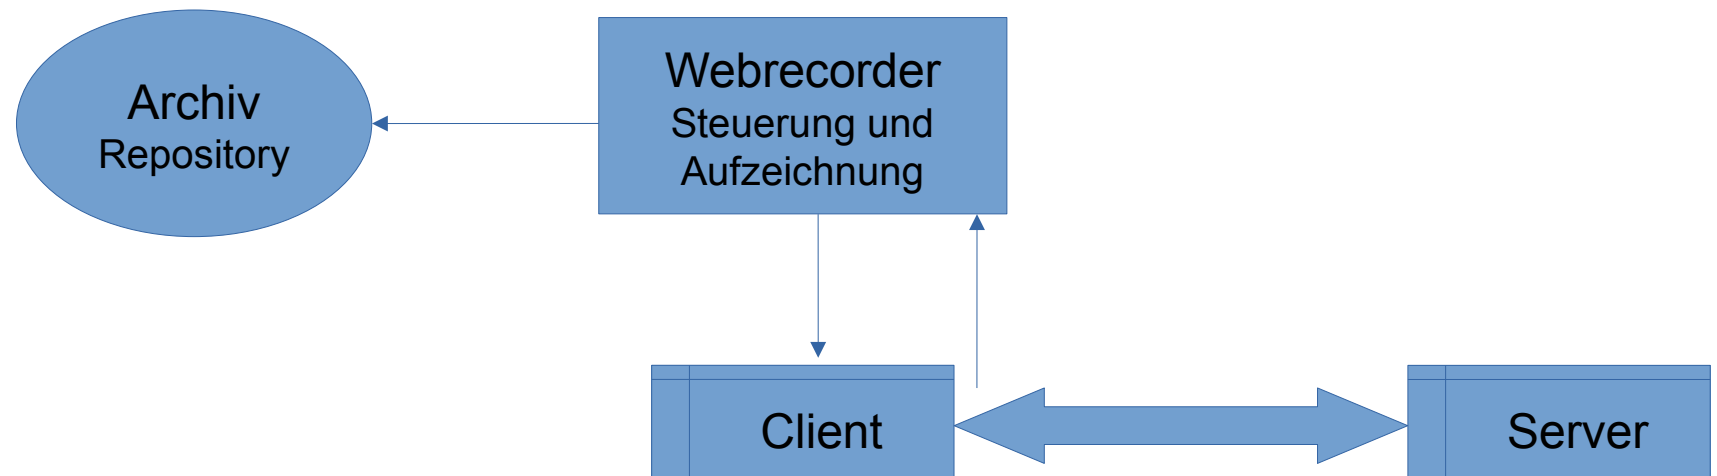 Archiv
Repository
Webrecorder
Steuerung und
Aufzeichnung
Client
Server